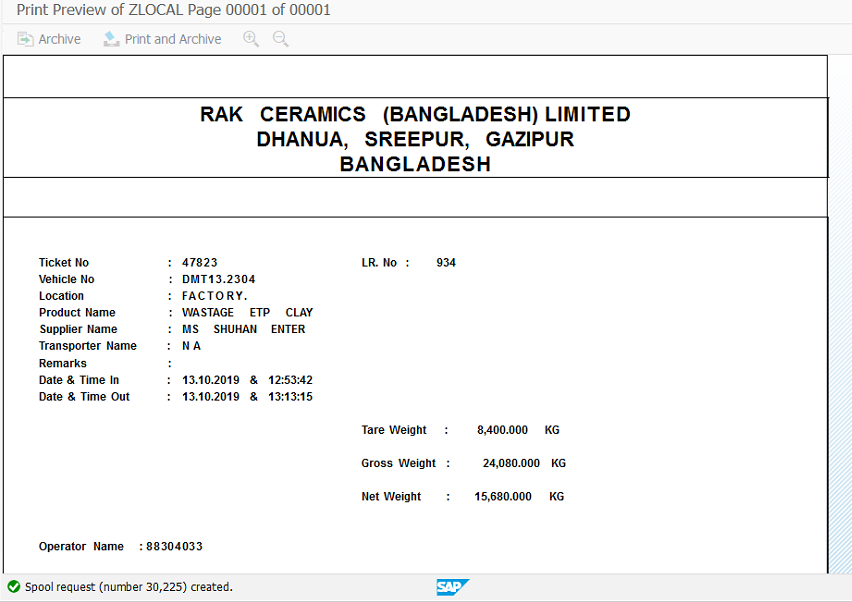 Print Preview of ZLOCAL Page 00001 of 00001
Archive Print and Archive
RAK CERAMICS (BANGLADESH) LIMITED
DHANUA, SREEPUR, GAZIPUR
BANGLADESH
Ticket No : 47823 LR. No : 934
Vehicle No : DMT13.2304
Location : FACTORY.
Product Name : WASTAGE ETP CLAY
Supplier Name : MS SHUHAN ENTER
Transporter Name : N A
Remarks :
Date & Time In : 13.10.2019 & 12:53:42
Date & Time Out : 13.10.2019 & 13:13:15
Tare Weight : 8,400.000 KG
Gross Weight : 24,080.000 KG
Net Weight : 15,680.000 KG
Operator Name : 88304033
Spool request (number 30,225) created. SAP